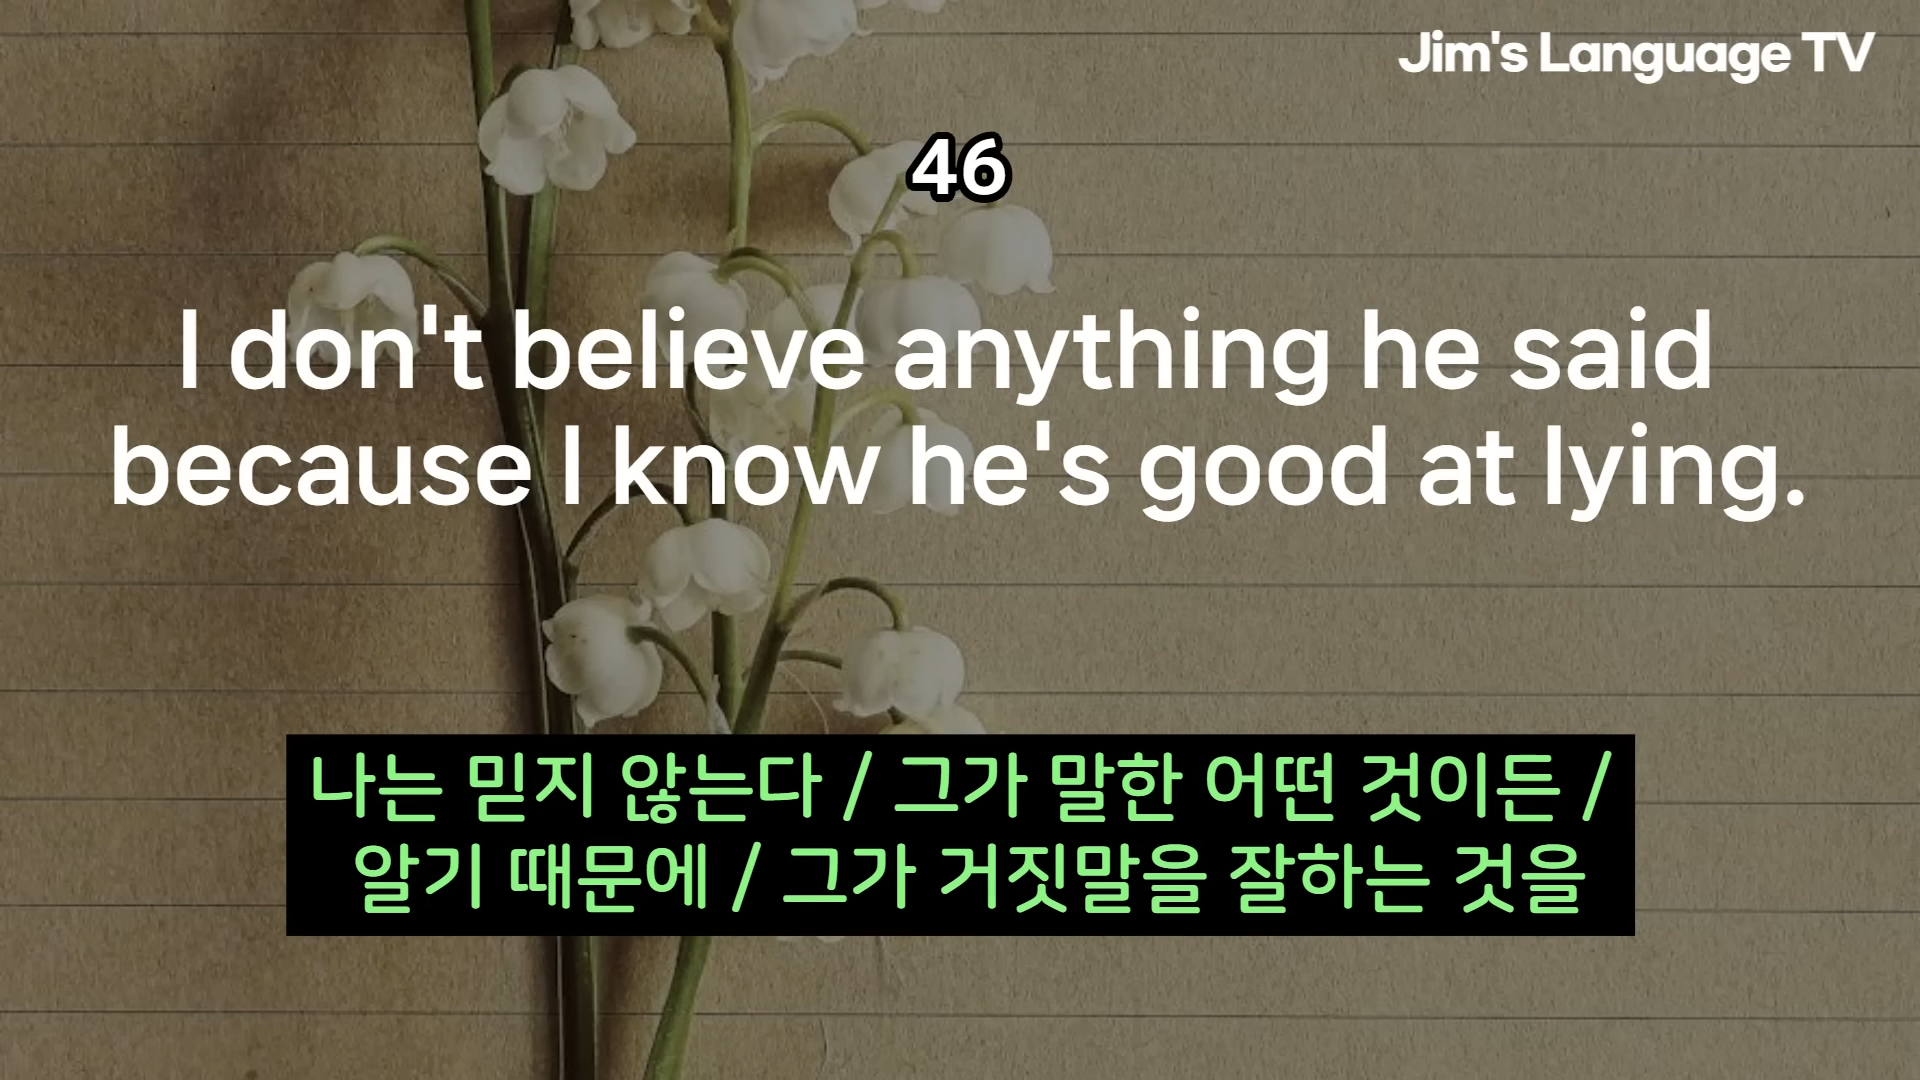 Jim's Language TV
46
I don't believe anything he said
because I know he's good at lying.
나는 믿지 않는다 / 그가 말한 어떤 것이든 /
알기 때문에 / 그가 거짓말을 잘하는 것을